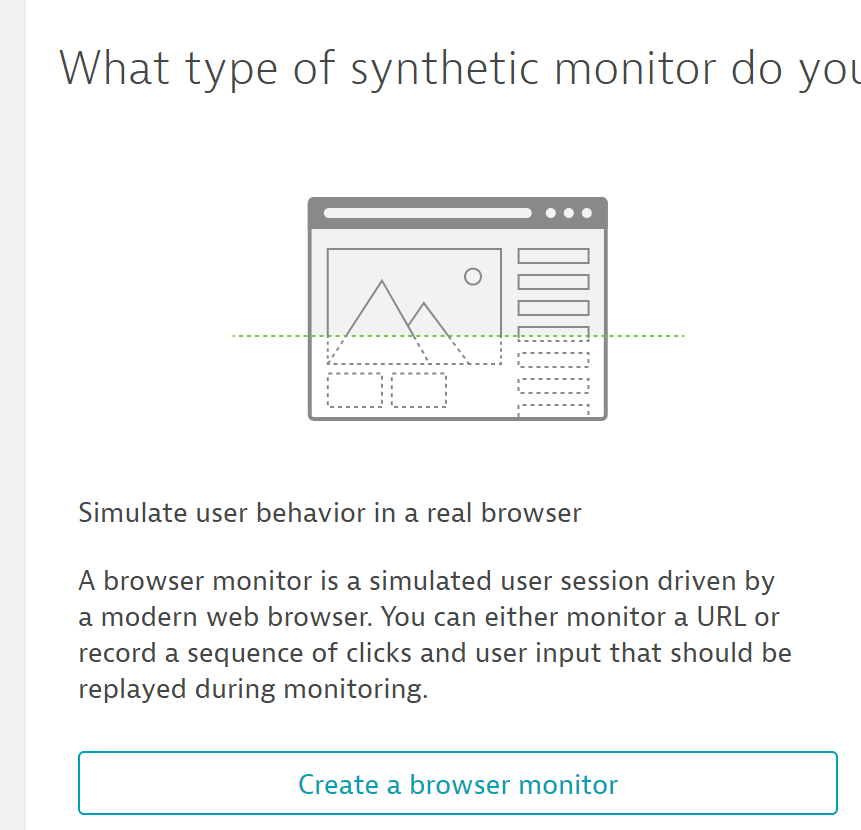 What type of synthetic monitor do you
Simulate user behavior in a real browser
A browser monitor is a simulated user session driven by
a modern web browser. You can either monitor a URL or
record a sequence of clicks and user input that should be
replayed during monitoring.
Create a browser monitor